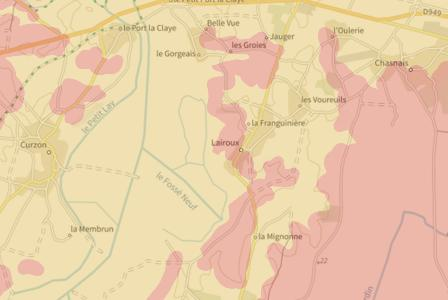 le Port la Claye
Belle Vue
D949
Jauger
l'Oulerie
les Groies
le Gorgeais
Chasnais
les Voureuils
le Petit Lay
la Franguinière
Curzon
Lairoux
le Fossé Neuf
la Membrun
la Mignonne
22